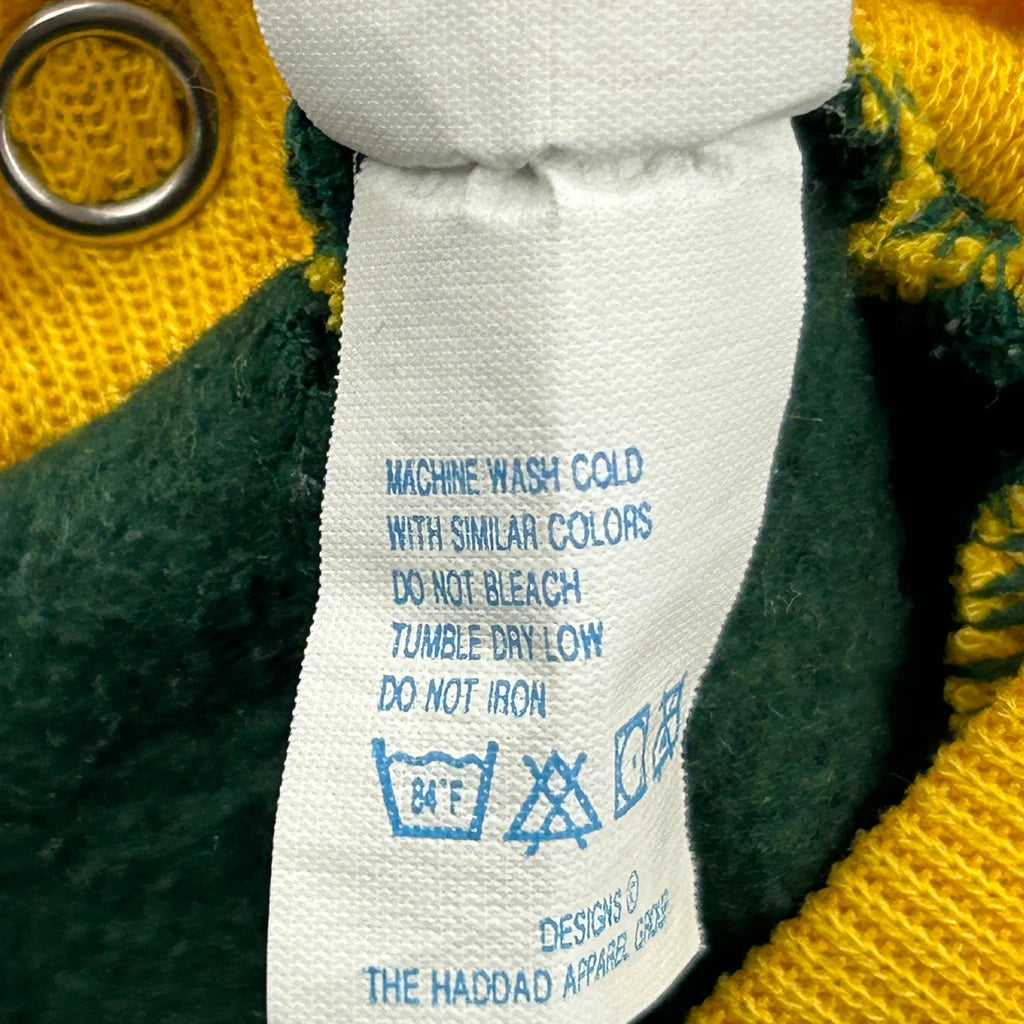 MACHINE WASH COLD
WITH SIMILAR COLORS
DO NOT BLEACH
TUMBLE DRY LOW
DO NOT IRON
84°F
DESIGNS ©
THE HADDAD APPAREL GROUP